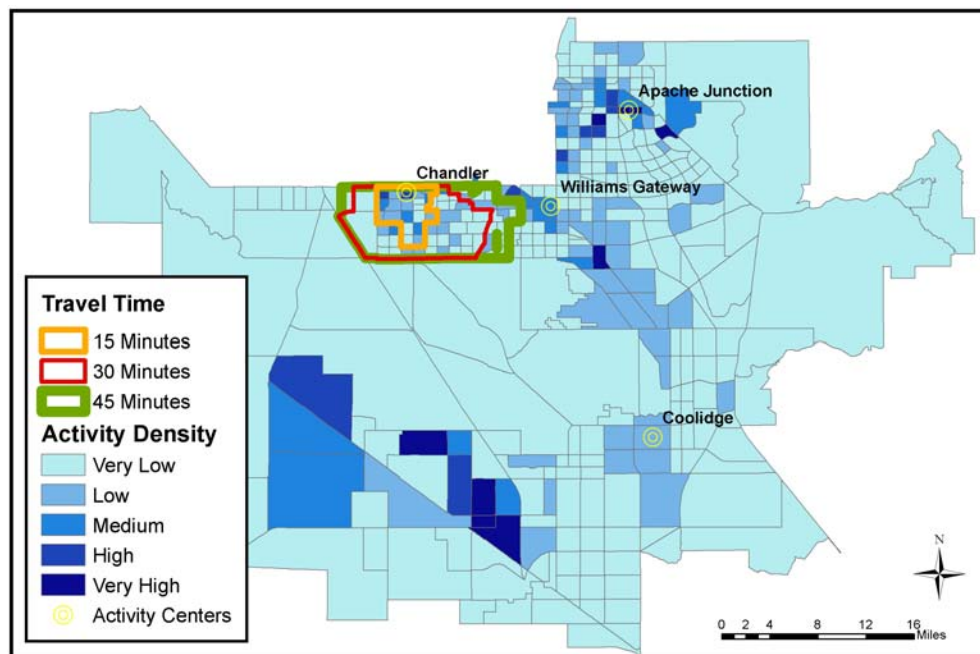 Apache Junction
Chandler
Williams Gateway
Coolidge
Travel Time
15 Minutes
30 Minutes
45 Minutes
Activity Density
Very Low
Low
Medium
High
Very High
Activity Centers
N
0 2 4 8 12 16
Miles